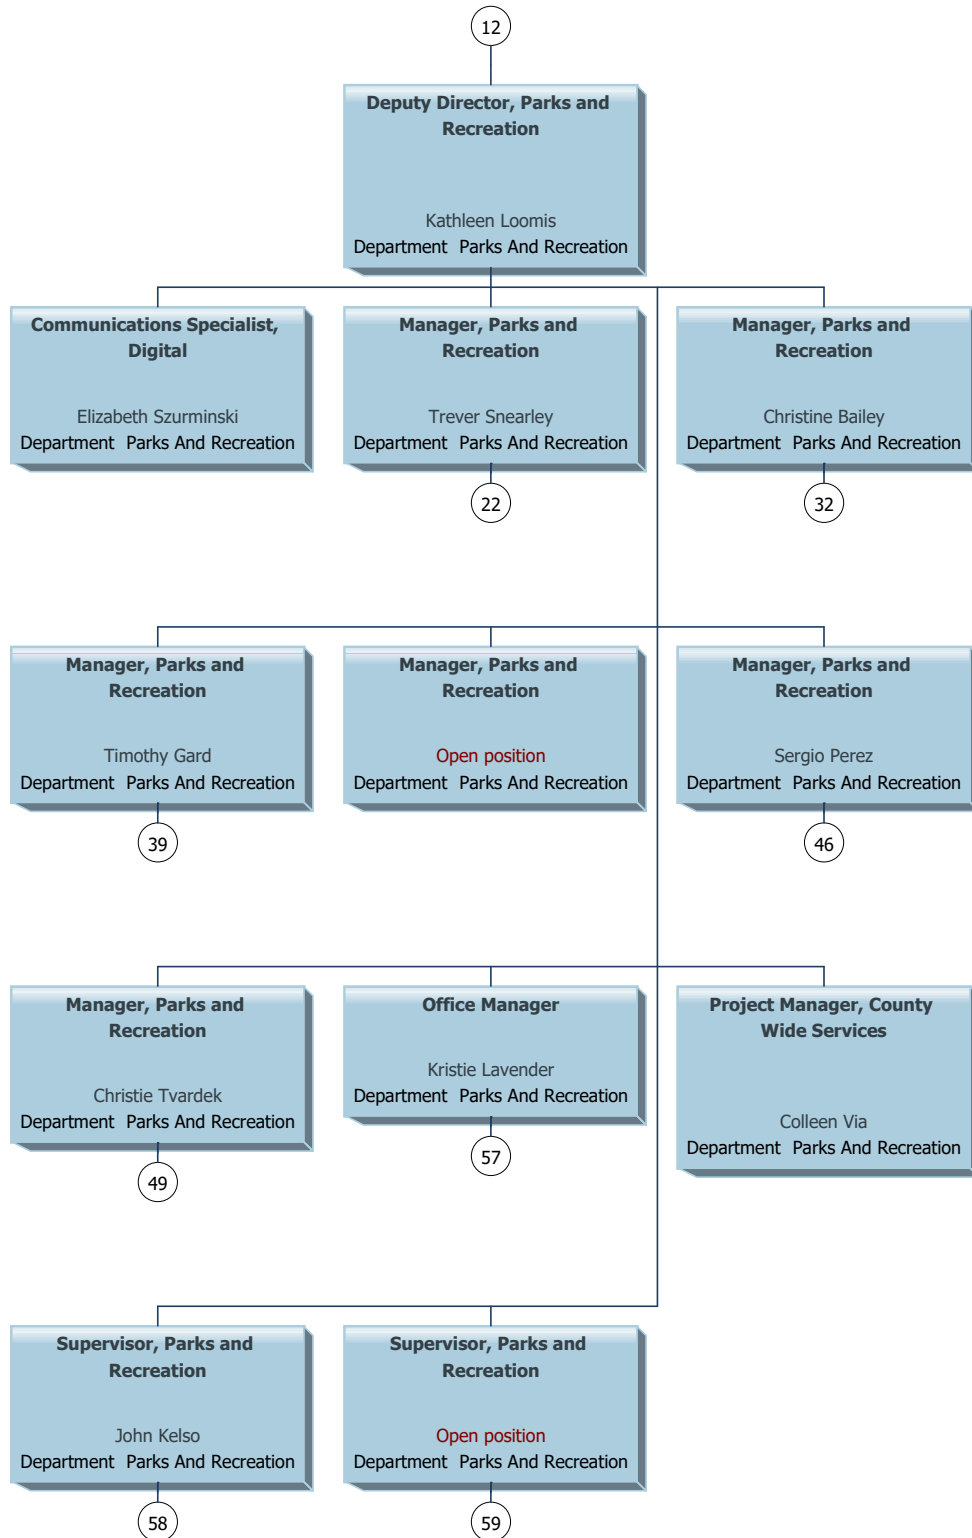 12
Deputy Director, Parks and
Recreation
Kathleen Loomis
Department Parks And Recreation
Communications Specialist,
Digital
Elizabeth Szurminski
Department Parks And Recreation
Manager, Parks and
Recreation
Trever Snearley
Department Parks And Recreation
22
Manager, Parks and
Recreation
Christine Bailey
Department Parks And Recreation
32
Manager, Parks and
Recreation
Timothy Gard
Department Parks And Recreation
39
Manager, Parks and
Recreation
Open position
Department Parks And Recreation
Manager, Parks and
Recreation
Sergio Perez
Department Parks And Recreation
46
Manager, Parks and
Recreation
Christie Tvardek
Department Parks And Recreation
49
Office Manager
Kristie Lavender
Department Parks And Recreation
57
Project Manager, County
Wide Services
Colleen Via
Department Parks And Recreation
Supervisor, Parks and
Recreation
John Kelso
Department Parks And Recreation
58
Supervisor, Parks and
Recreation
Open position
Department Parks And Recreation
59